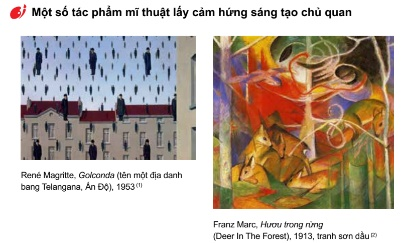 Một số tác phẩm mĩ thuật lấy cảm hứng sáng tạo chủ quan
René Magritte, Golconda (tên một địa danh
bang Telangana, Ấn Độ), 1953 (1)
Franz Marc, Hươu trong rừng
(Deer In The Forest), 1913, tranh sơn dầu (2)